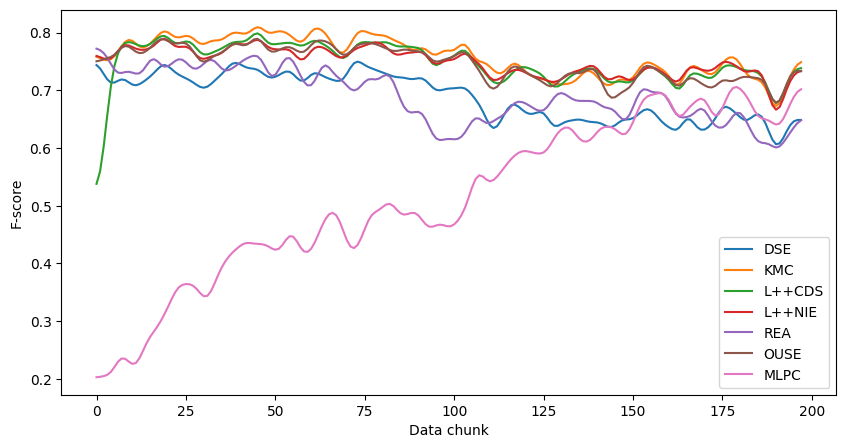 0.8
0.7
0.6
0.5
0.4
0.3
0.2
F-score
0 25 50 75 100 125 150 175 200
Data chunk
DSE
KMC
L++CDS
L++NIE
REA
OUSE
MLPC